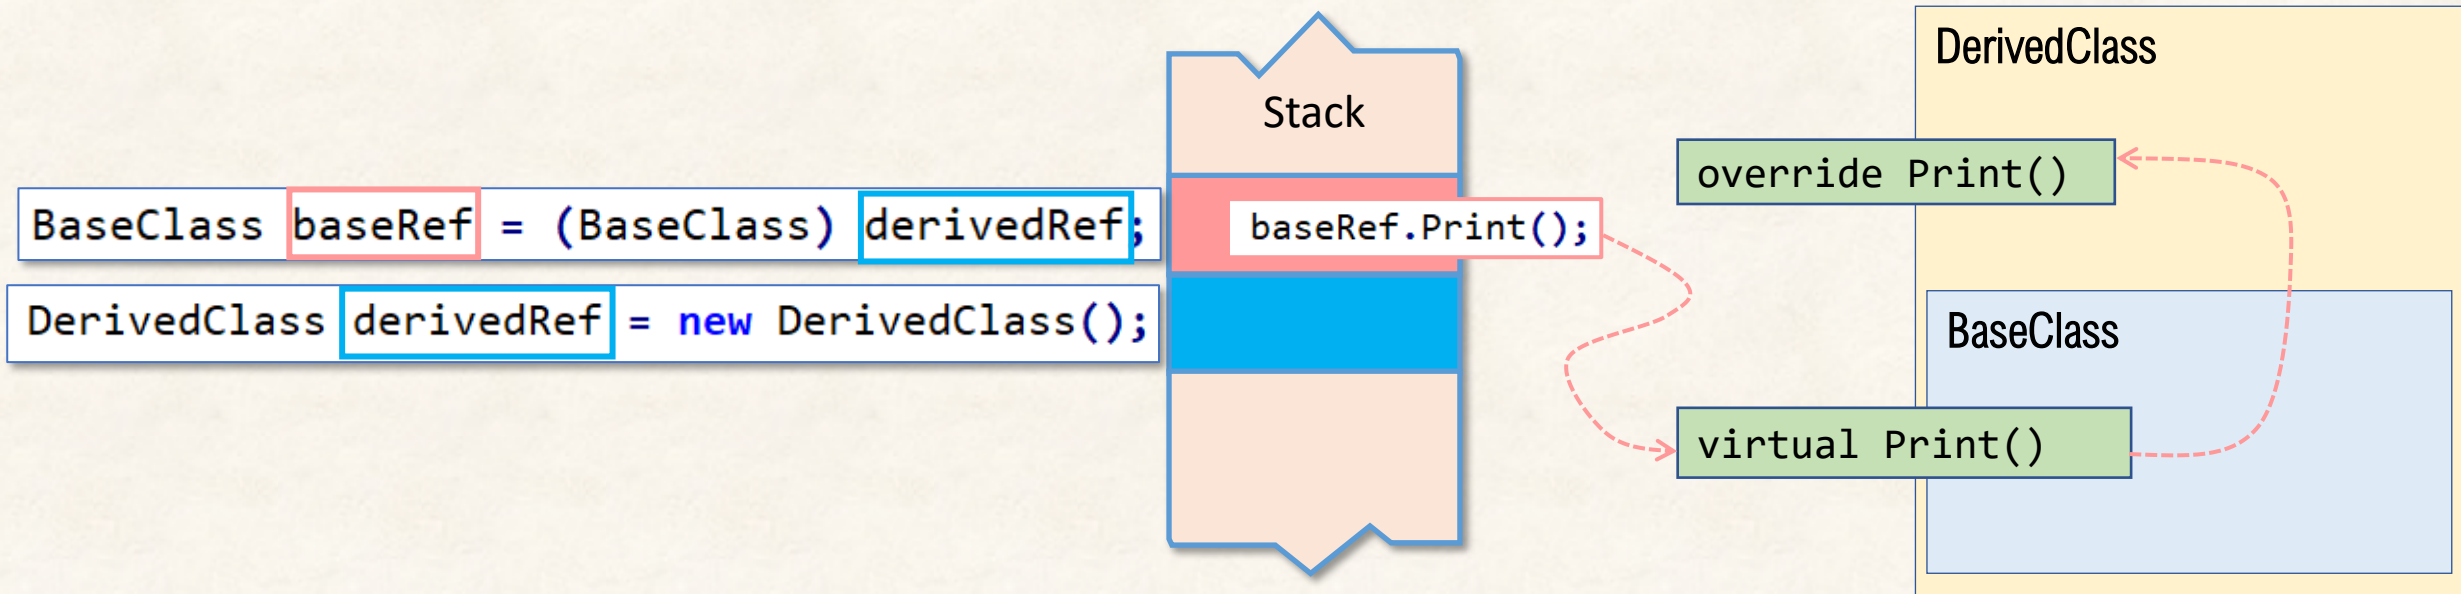 DerivedClass
Stack
override Print()
BaseClass baseRef = (BaseClass) derivedRef;
baseRef.Print();
DerivedClass derivedRef = new DerivedClass();
BaseClass
virtual Print()